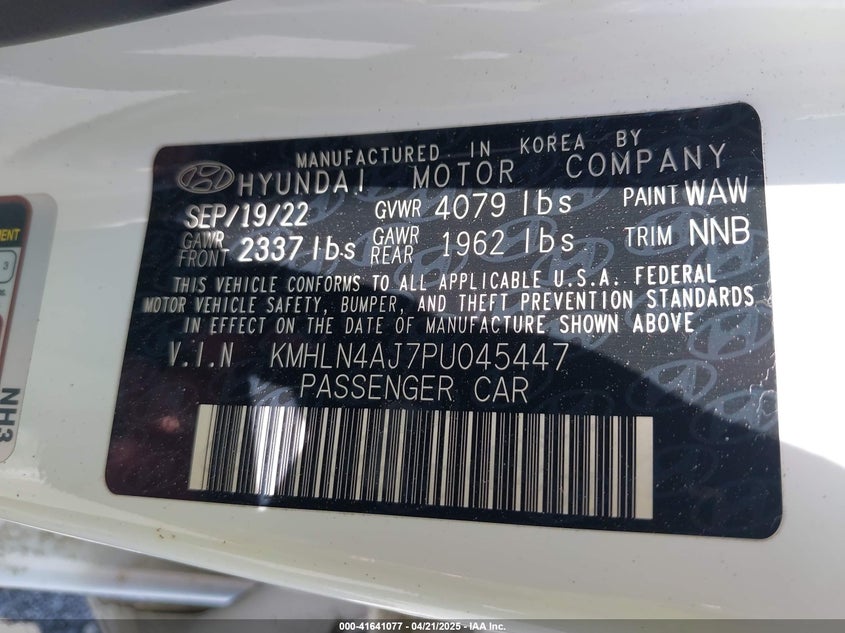 MANUFACTURED IN KOREA BY
HYUNDAI MOTOR COMPANY
SEP/19/22 GVWR 4079 lbs PAINT WAW
GAWR FRONT 2337 lbs GAWR REAR 1962 lbs TRIM NNB
THIS VEHICLE CONFORMS TO ALL APPLICABLE U.S.A. FEDERAL
MOTOR VEHICLE SAFETY, BUMPER, AND THEFT PREVENTION STANDARDS
IN EFFECT ON THE DATE OF MANUFACTURE SHOWN ABOVE
V.I.N KMHLN4AJ7PU045447
PASSENGER CAR
3
NH3
000-41641077 - 04/21/2025 - IAA Inc.